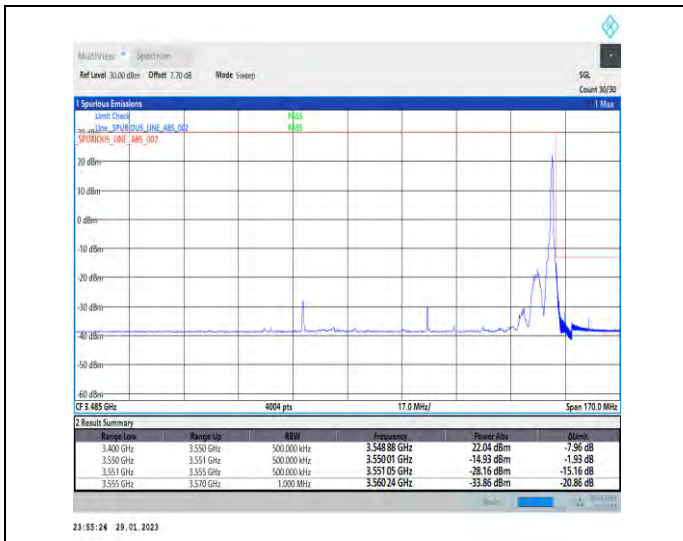 MultiView Spectrum
Ref Level 30.00 dBm Offset 7.70 dB Mode Sweep SGL
Count 30/30
1 Spurious Emissions 1 Max
Limit Check PASS
Line _SPURIOUS_LINE_ABS_002 PASS
_SPURIOUS_LINE_ABS_002
20 dBm
10 dBm
0 dBm
-10 dBm
-20 dBm
-30 dBm
-40 dBm
-50 dBm
-60 dBm
CF 3.485 GHz 4004 pts 17.0 MHz/ Span 170.0 MHz
2 Result Summary
Range Low Range Up RBW Frequency Power Abs ΔLimit
3.400 GHz 3.550 GHz 500.000 kHz 3.548 88 GHz 22.04 dBm -7.96 dB
3.550 GHz 3.551 GHz 500.000 kHz 3.550 01 GHz -14.93 dBm -1.93 dB
3.551 GHz 3.555 GHz 500.000 kHz 3.551 05 GHz -28.16 dBm -15.16 dB
3.555 GHz 3.570 GHz 1.000 MHz 3.560 24 GHz -33.86 dBm -20.86 dB
23:55:24 29.01.2023